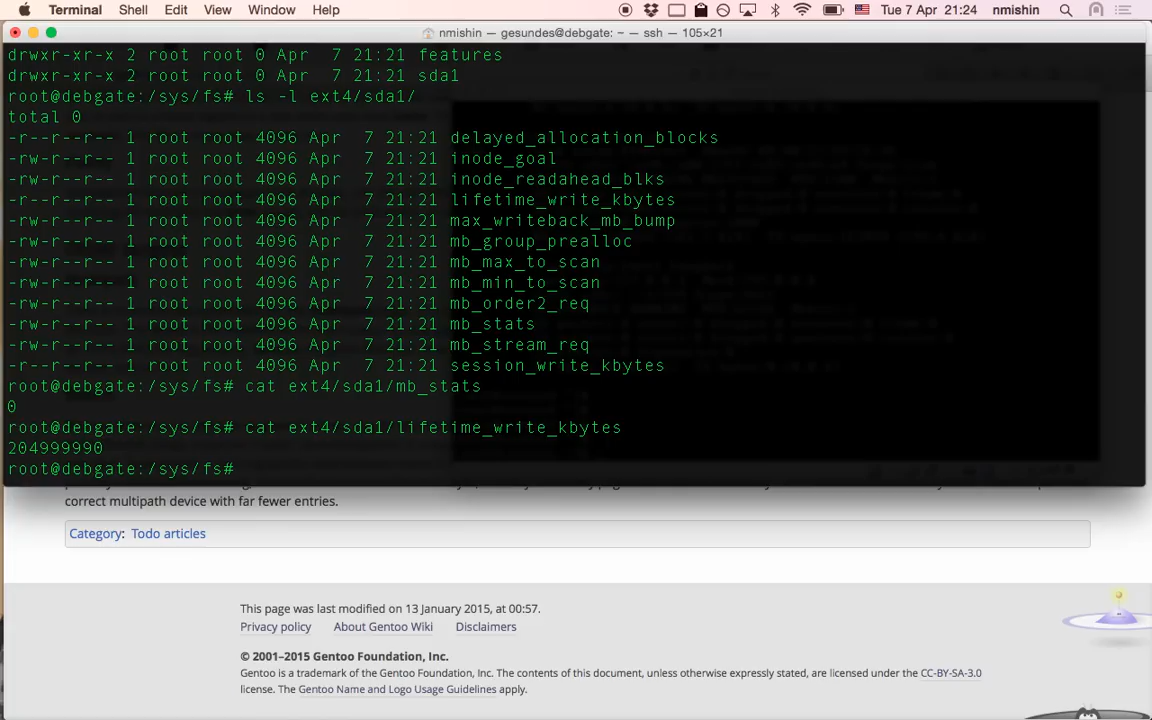 Terminal Shell Edit View Window Help Tue 7 Apr 21:24 nmishin
nmishin — gesundes@debgate: ~ — ssh — 105×21
drwxr-xr-x 2 root root 0 Apr 7 21:21 features
drwxr-xr-x 2 root root 0 Apr 7 21:21 sda1
root@debgate:/sys/fs# ls -l ext4/sda1/
total 0
-r--r--r-- 1 root root 4096 Apr 7 21:21 delayed_allocation_blocks
-rw-r--r-- 1 root root 4096 Apr 7 21:21 inode_goal
-rw-r--r-- 1 root root 4096 Apr 7 21:21 inode_readahead_blks
-r--r--r-- 1 root root 4096 Apr 7 21:21 lifetime_write_kbytes
-rw-r--r-- 1 root root 4096 Apr 7 21:21 max_writeback_mb_bump
-rw-r--r-- 1 root root 4096 Apr 7 21:21 mb_group_prealloc
-rw-r--r-- 1 root root 4096 Apr 7 21:21 mb_max_to_scan
-rw-r--r-- 1 root root 4096 Apr 7 21:21 mb_min_to_scan
-rw-r--r-- 1 root root 4096 Apr 7 21:21 mb_order2_req
-rw-r--r-- 1 root root 4096 Apr 7 21:21 mb_stats
-rw-r--r-- 1 root root 4096 Apr 7 21:21 mb_stream_req
-r--r--r-- 1 root root 4096 Apr 7 21:21 session_write_kbytes
root@debgate:/sys/fs# cat ext4/sda1/mb_stats
0
root@debgate:/sys/fs# cat ext4/sda1/lifetime_write_kbytes
204999990
root@debgate:/sys/fs#
correct multipath device with far fewer entries.
Category: Todo articles
This page was last modified on 13 January 2015, at 00:57.
Privacy policy About Gentoo Wiki Disclaimers
© 2001–2015 Gentoo Foundation, Inc.
Gentoo is a trademark of the Gentoo Foundation, Inc. The contents of this document, unless otherwise expressly stated, are licensed under the CC-BY-SA-3.0
license. The Gentoo Name and Logo Usage Guidelines apply.